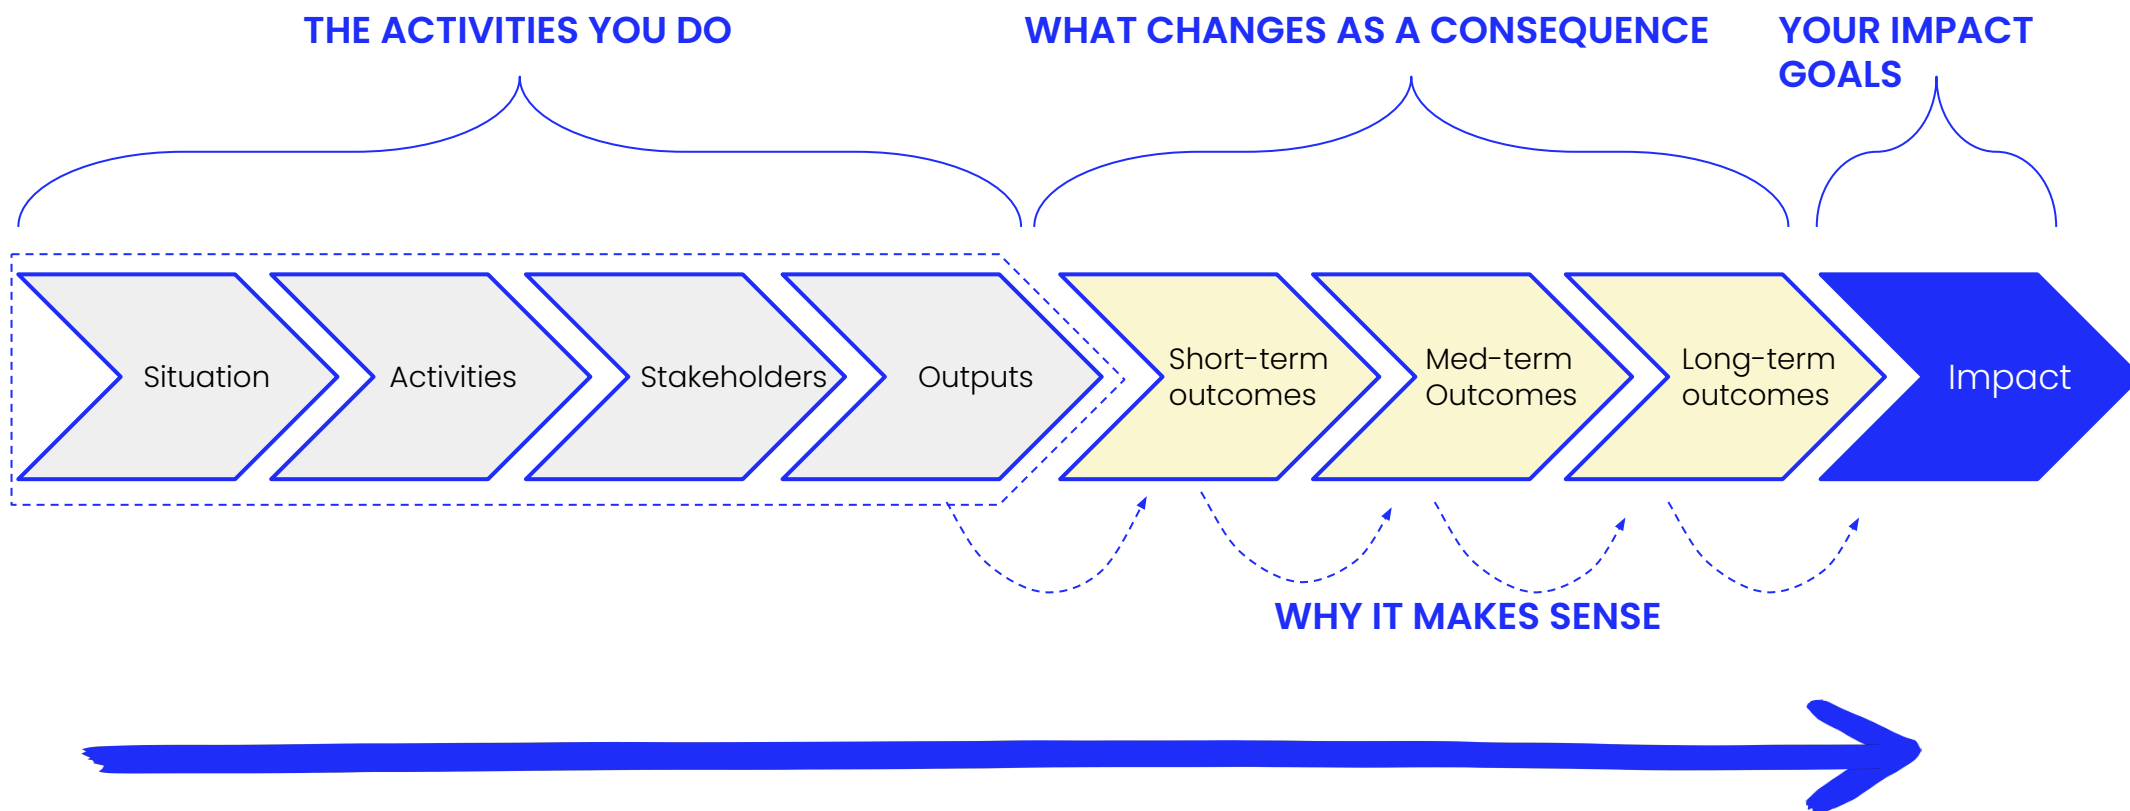 THE ACTIVITIES YOU DO
WHAT CHANGES AS A CONSEQUENCE
YOUR IMPACT
GOALS
Situation
Activities
Stakeholders
Outputs
Short-term
outcomes
Med-term
Outcomes
Long-term
outcomes
Impact
WHY IT MAKES SENSE